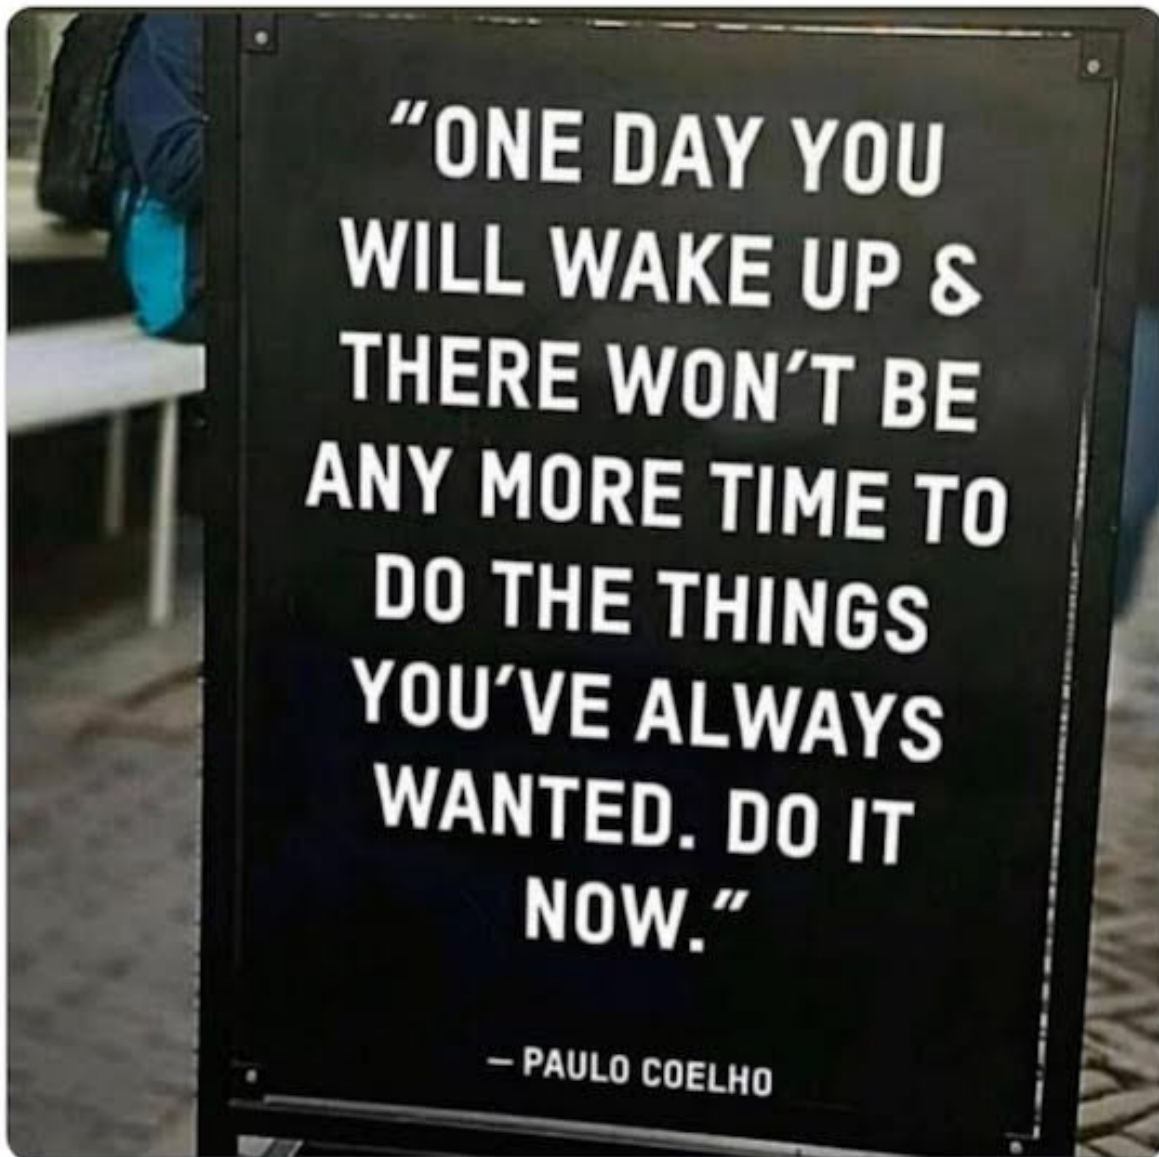 “ONE DAY YOU
WILL WAKE UP &
THERE WON’T BE
ANY MORE TIME TO
DO THE THINGS
YOU’VE ALWAYS
WANTED. DO IT
NOW.”
– PAULO COELHO